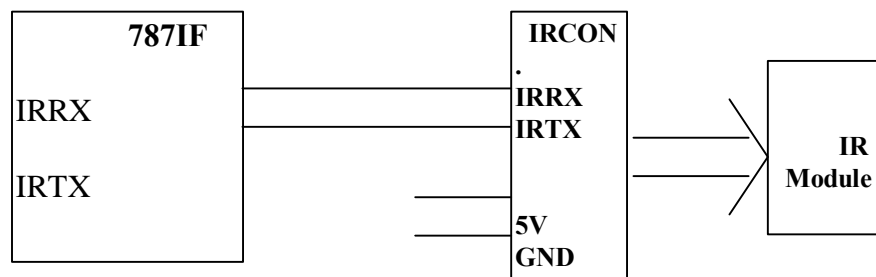 787IF
IRRX
IRTX
IRCON
.
IRRX
IRTX
5V
GND
IR
Module